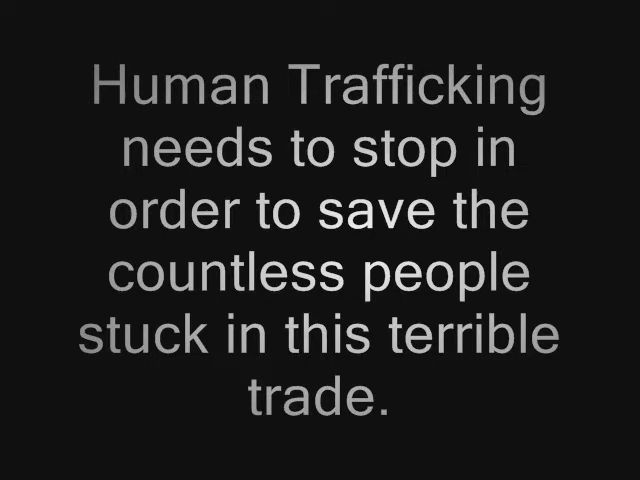 Human Trafficking
needs to stop in
order to save the
countless people
stuck in this terrible
trade.